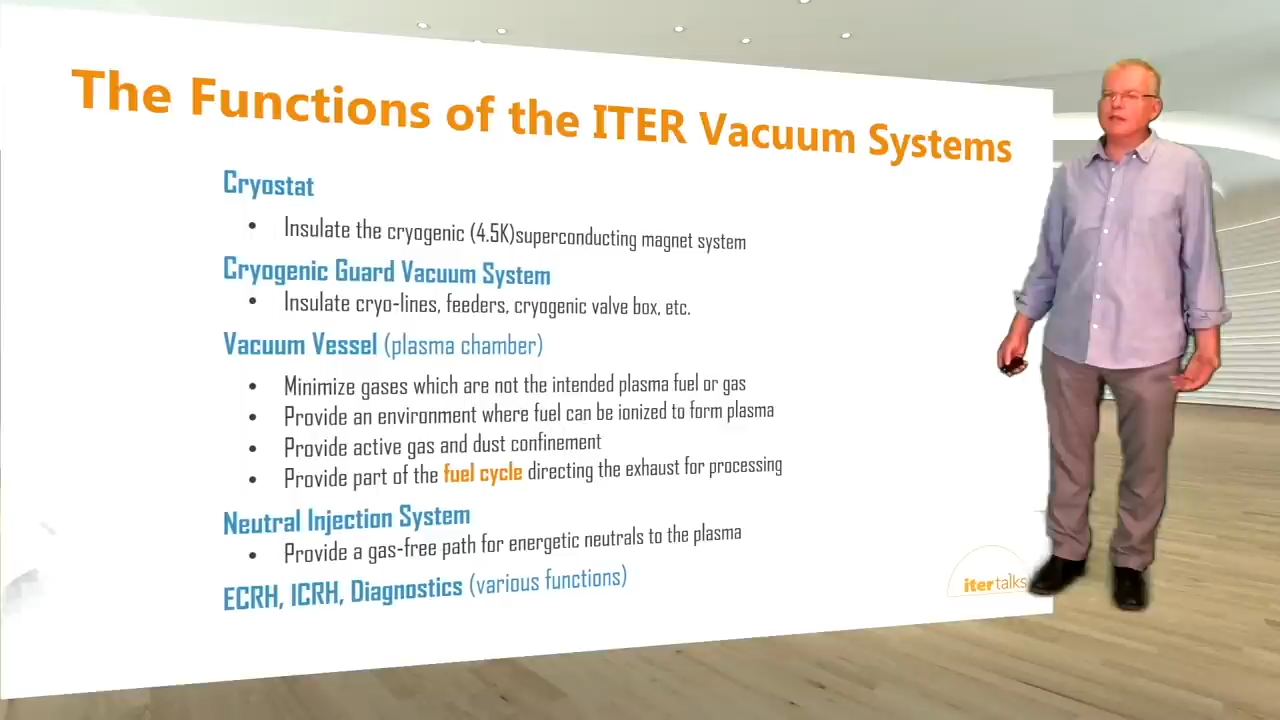 The Functions of the ITER Vacuum Systems
Cryostat
• Insulate the cryogenic (4.5K)superconducting magnet system
Cryogenic Guard Vacuum System
• Insulate cryo-lines, feeders, cryogenic valve box, etc.
Vacuum Vessel (plasma chamber)
• Minimize gases which are not the intended plasma fuel or gas
• Provide an environment where fuel can be ionized to form plasma
• Provide active gas and dust confinement
• Provide part of the fuel cycle directing the exhaust for processing
Neutral Injection System
• Provide a gas-free path for energetic neutrals to the plasma
ECRH, ICRH, Diagnostics (various functions)
itertalks